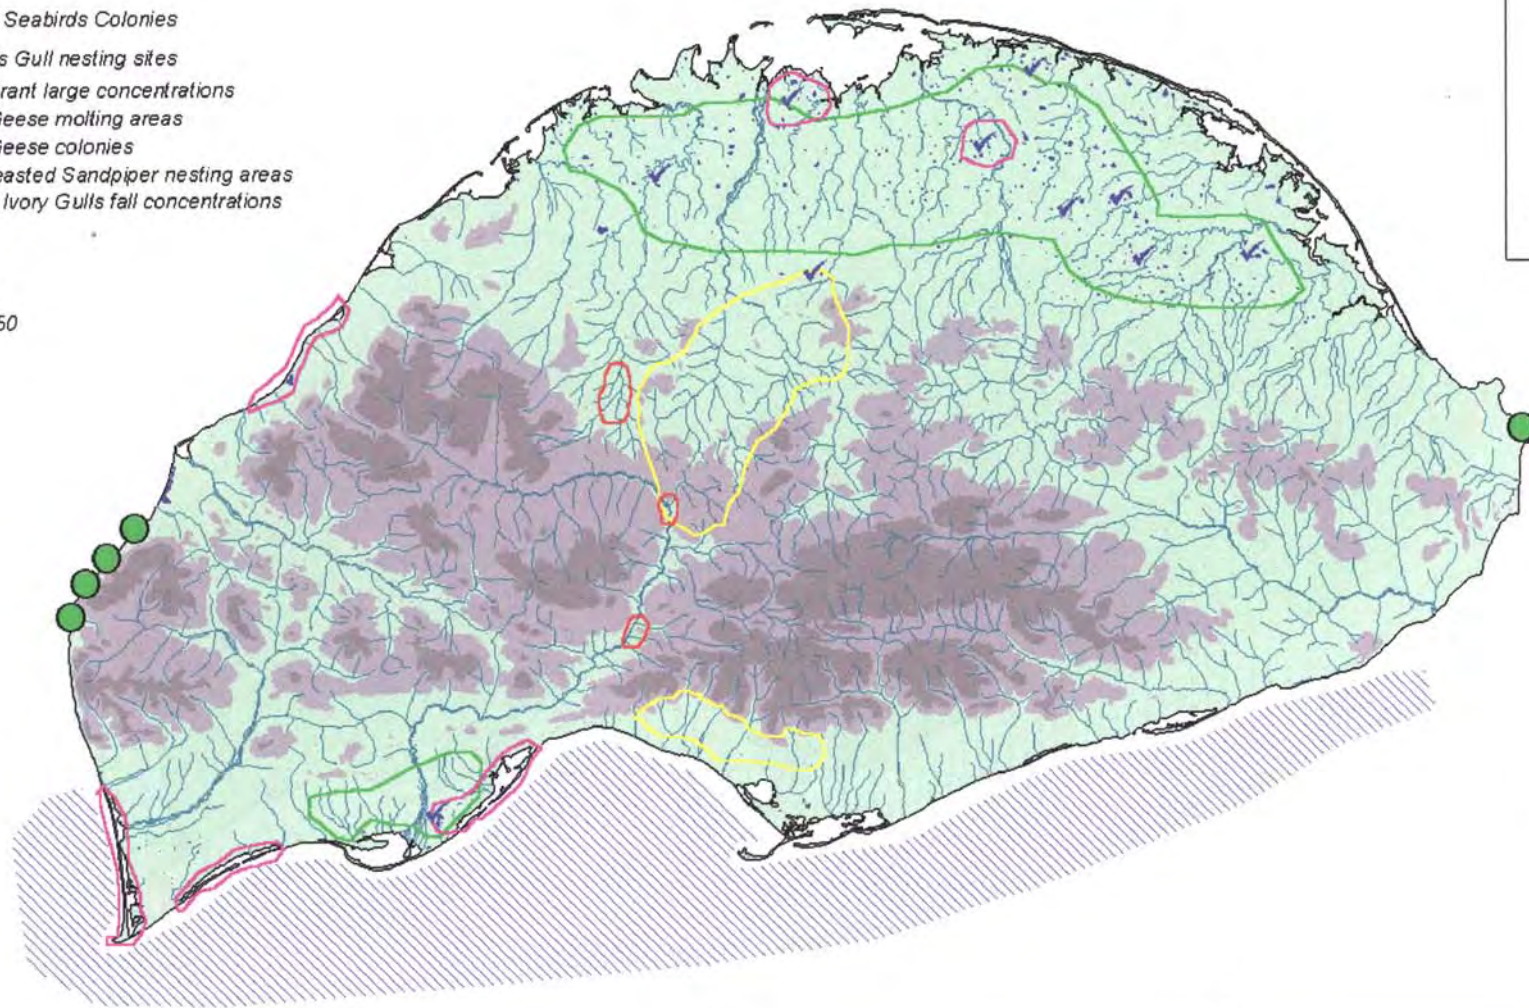 Seabirds Colonies
s Gull nesting sites
rant large concentrations
eese molting areas
eese colonies
easted Sandpiper nesting areas
Ivory Gulls fall concentrations
60